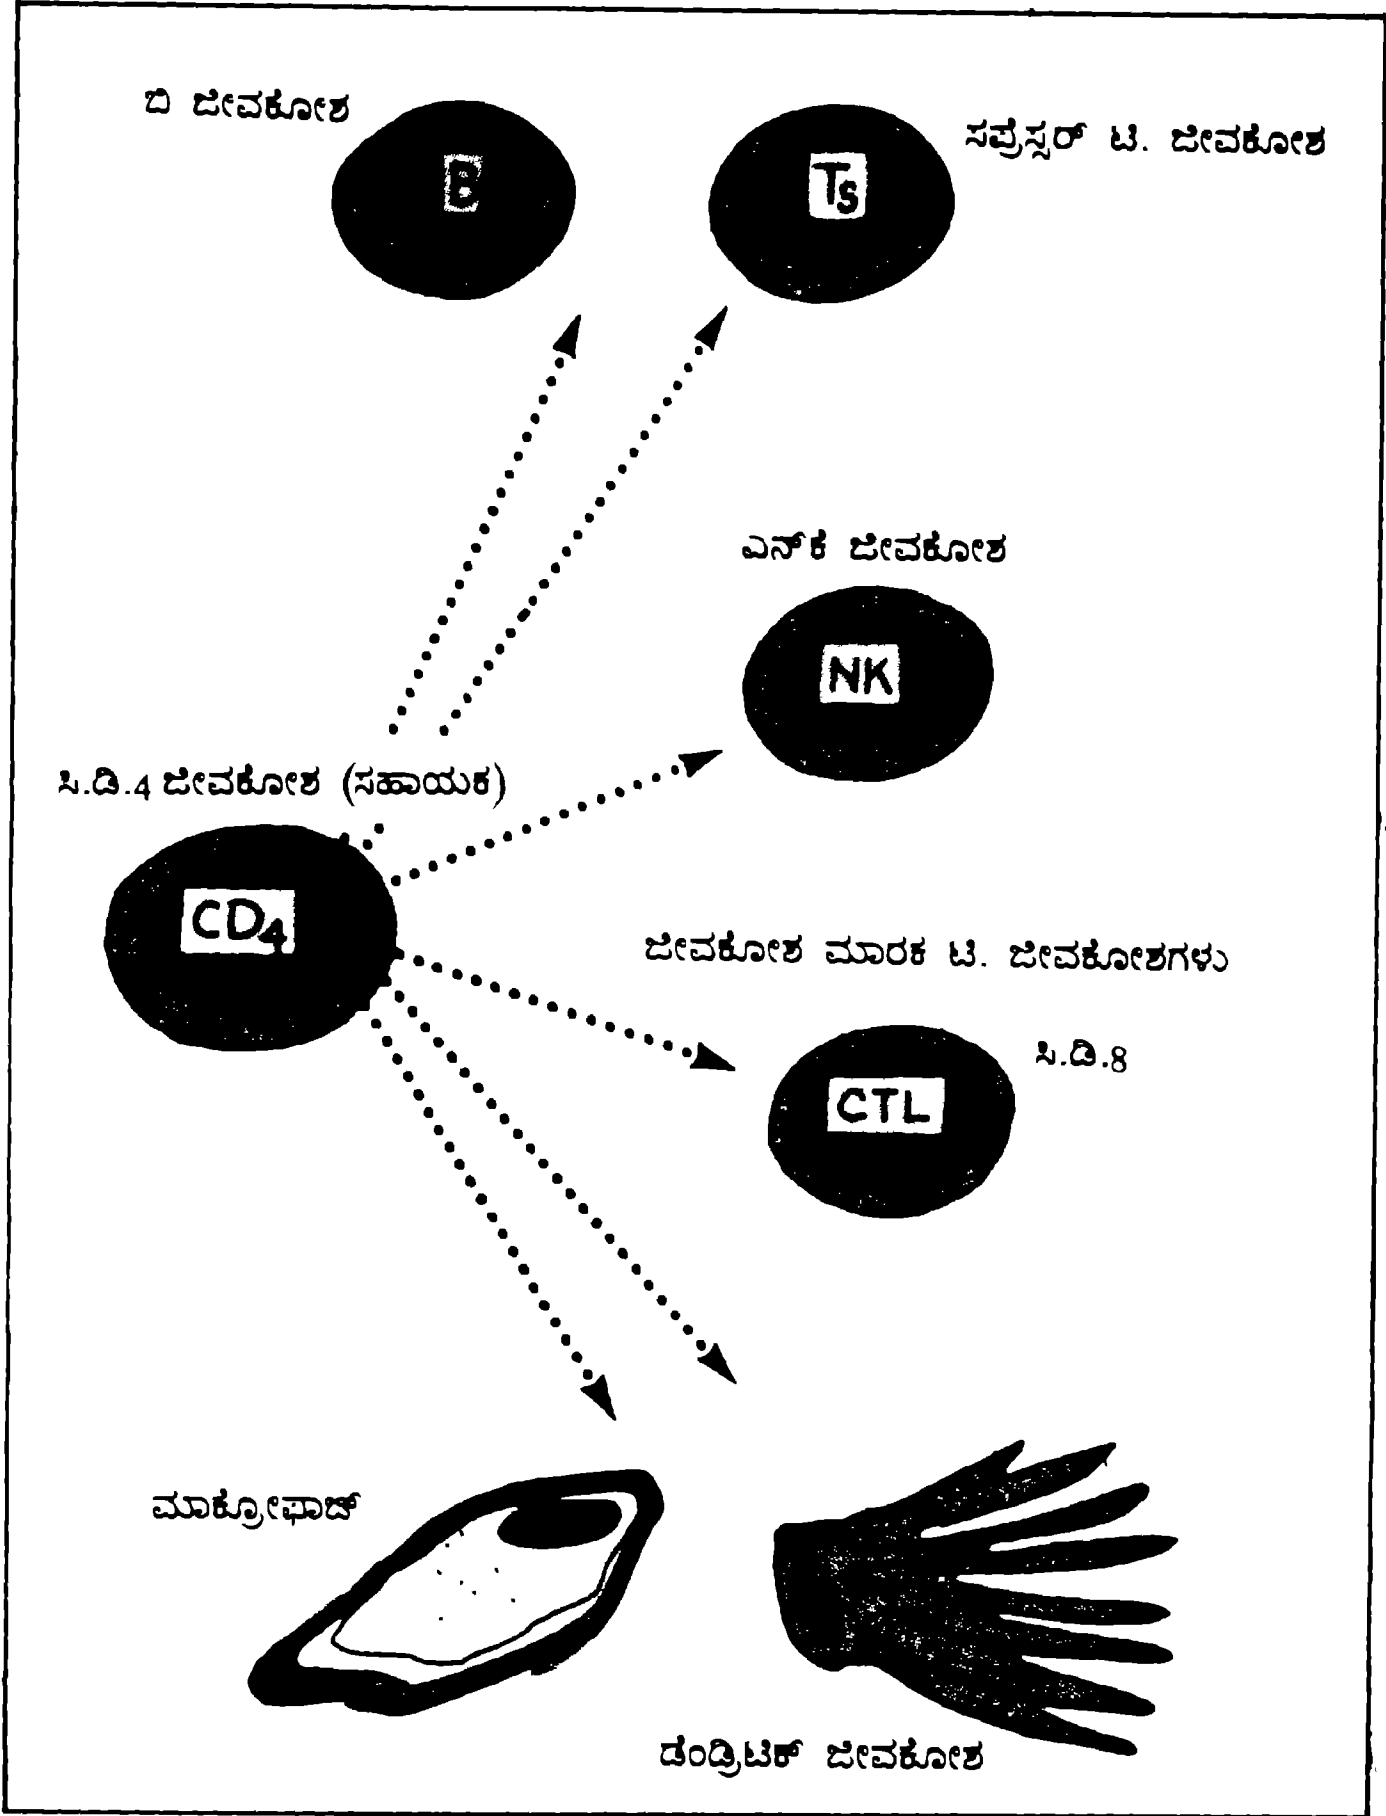 ಬಿ ಜೀವಕೋಶ
B
ಸಪ್ರೆಸ್ಸರ್ ಟಿ. ಜೀವಕೋಶ
Ts
ಎನ್‌ಕೆ ಜೀವಕೋಶ
NK
ಸಿ.ಡಿ.4 ಜೀವಕೋಶ (ಸಹಾಯಕ)
CD4
ಜೀವಕೋಶ ಮಾರಕ ಟಿ. ಜೀವಕೋಶಗಳು
ಸಿ.ಡಿ.8
CTL
ಮಾಕ್ರೋಫಾಜ್
ಡೆಂಡ್ರಿಟಿಕ್ ಜೀವಕೋಶ